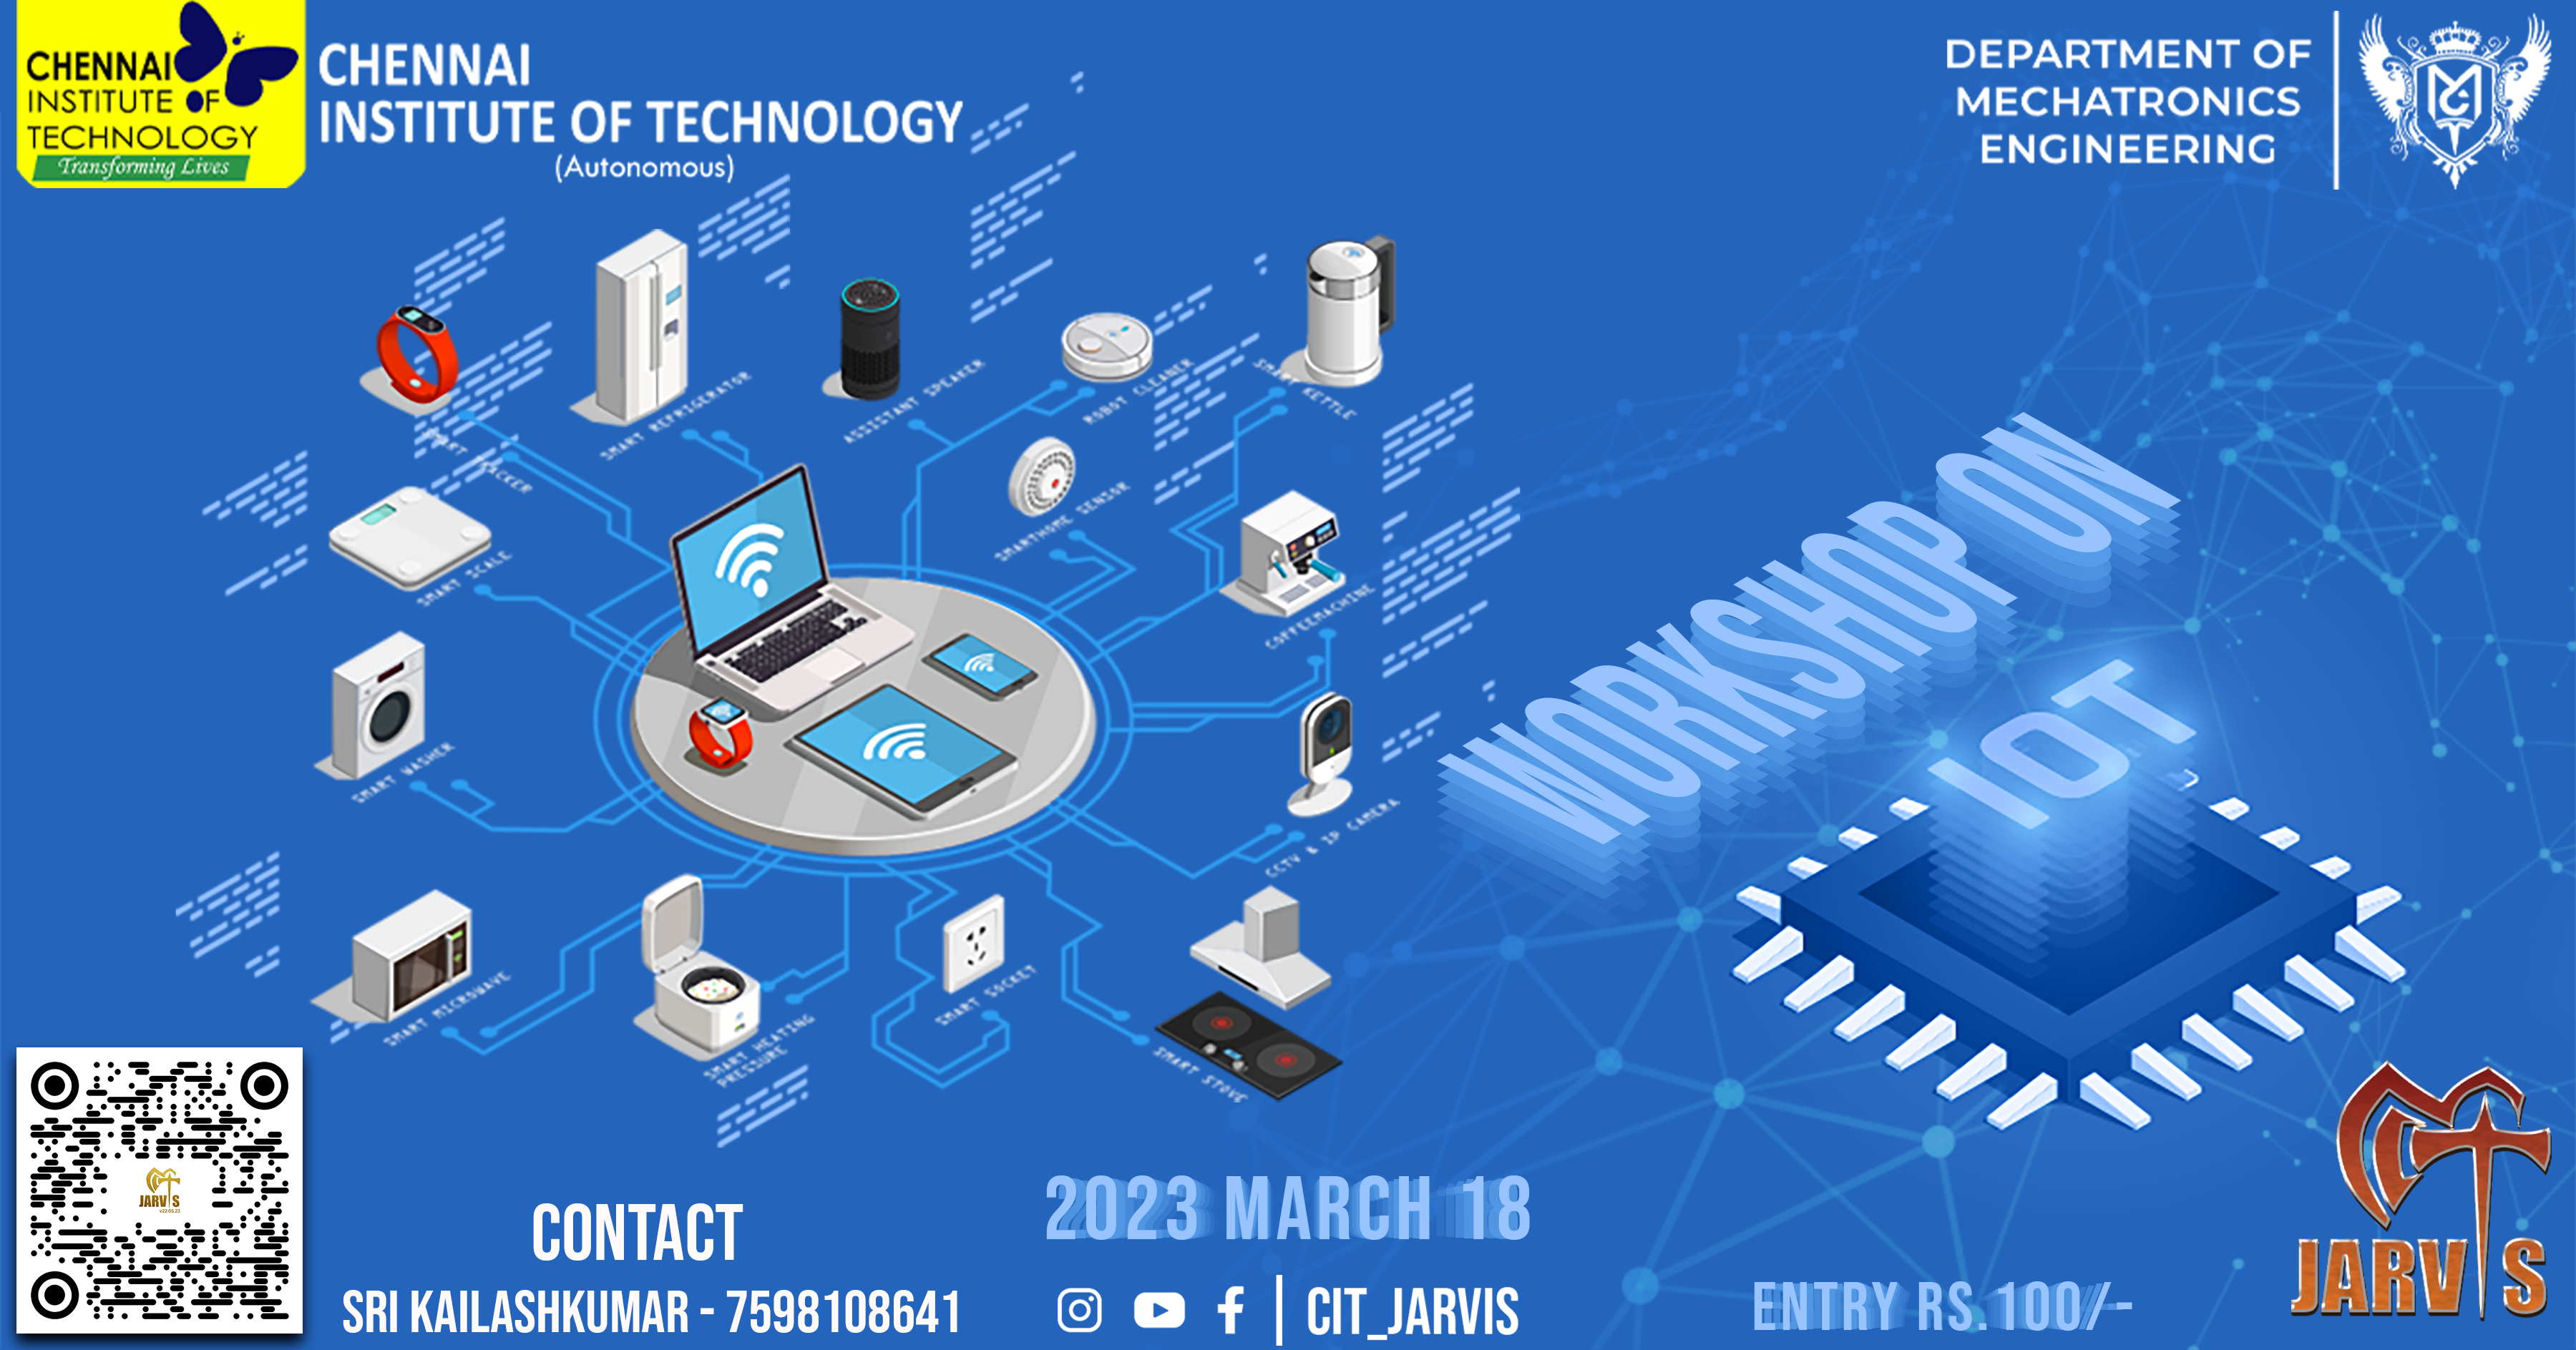 CHENNAI
INSTITUTE OF
TECHNOLOGY
Transforming Lives
CHENNAI
INSTITUTE OF TECHNOLOGY
(Autonomous)
DEPARTMENT OF
MECHATRONICS
ENGINEERING
SMART REFRIGERATOR
ASSISTANT SPEAKER
ROBOT CLEANER
SMART KETTLE
SMART TRACKER
SMARTHOME SENSOR
SMART SCALE
COFFEEMACHINE
SMART WASHER
CCTV & IP CAMERA
SMART MICROWAVE
SMART HEATING
PRESSURE
SMART SOCKET
SMART STOVE
WORKSHOP ON
IOT
JARVIS
CONTACT
SRI KAILASHKUMAR - 7598108641
2023 MARCH 18
CIT_JARVIS
ENTRY RS.100/-
JARVIS